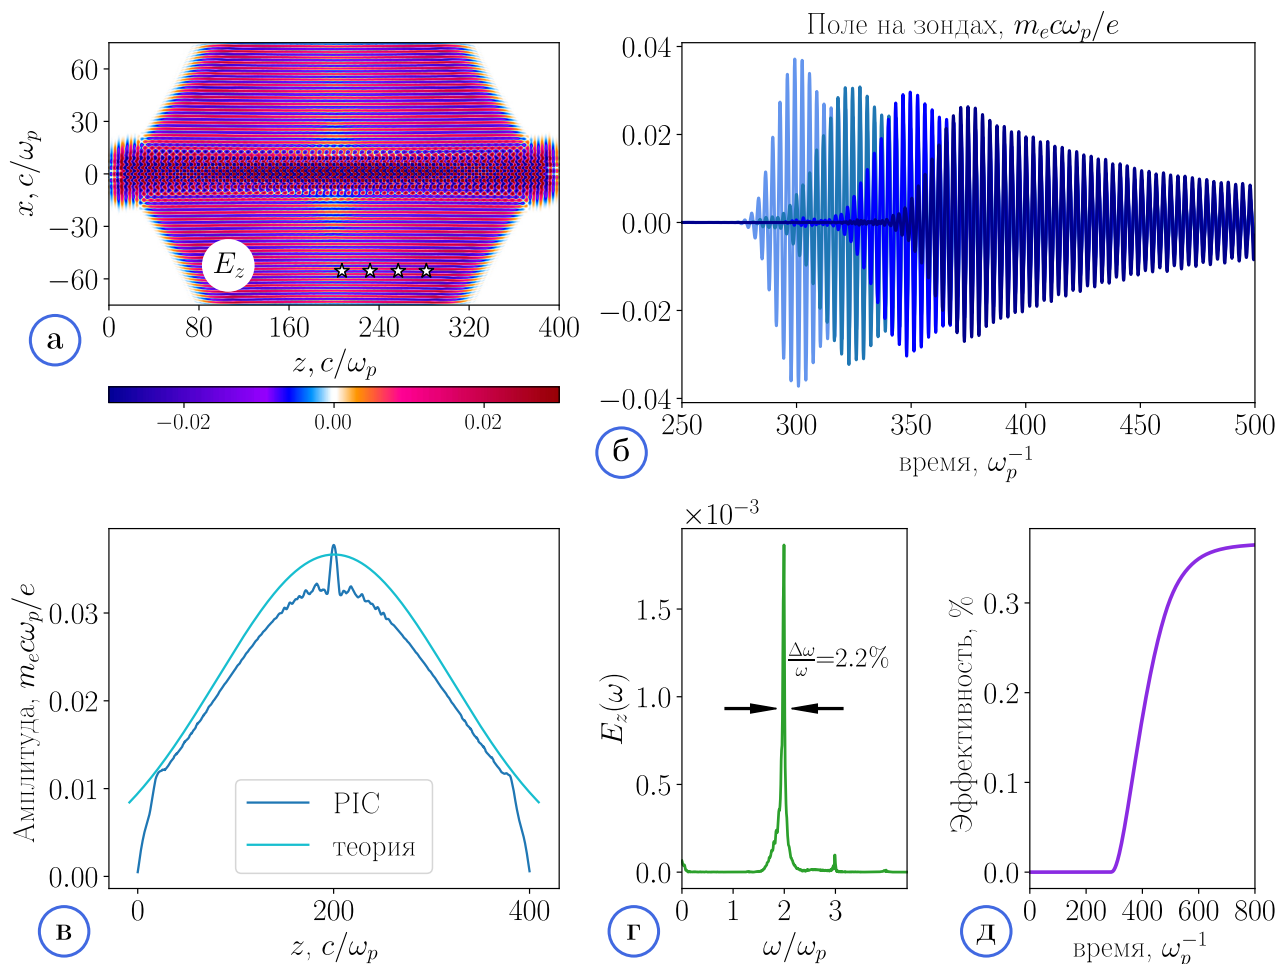 x, c/ω_p
60
30
0
−30
−60
E_z
0 80 160 240 320 400
z, c/ω_p
а
−0.02 0.00 0.02
Поле на зондах, m_e cω_p/e
0.04
0.02
0.00
−0.02
−0.04
250 300 350 400 450 500
время, ω_p^{-1}
б
Амплитуда, m_e cω_p/e
0.03
0.02
0.01
0.00
PIC
теория
0 200 400
z, c/ω_p
в
×10^{-3}
E_z(ω)
1.5
1.0
0.5
0.0
Δω/ω=2.2%
0 1 2 3
ω/ω_p
г
Эффективность, %
0.3
0.2
0.1
0.0
0 200 400 600 800
время, ω_p^{-1}
д